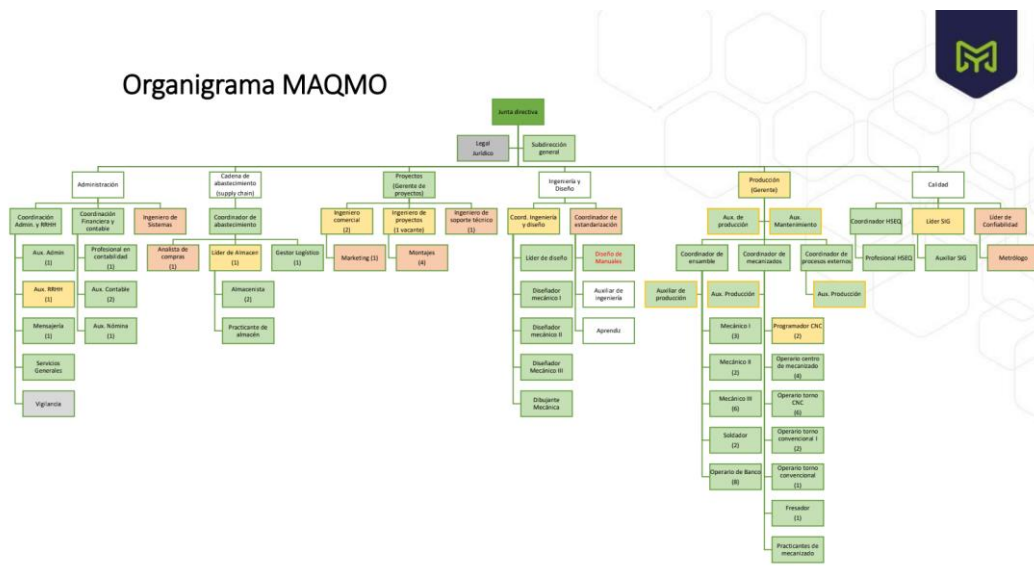 Organigrama MAQMO
Junta directiva
Legal
Jurídico
Subdirección
general
Administración
Cadena de
abastecimiento
(supply chain)
Proyectos
(Gerente de
proyectos)
Ingeniería y
Diseño
Producción
(Gerente)
Calidad
Coordinación
Admin. y RRHH
Coordinación
Financiera y
contable
Ingeniero de
Sistemas
Coordinador de
abastecimiento
Ingeniero
comercial
(2)
Ingeniero de
proyectos
(1 vacante)
Ingeniero de
soporte técnico
(1)
Coord. Ingeniería
y diseño
Coordinador de
estandarización
Aux. de
producción
Aux.
Mantenimiento
Coordinador HSEQ
Líder SIG
Líder de
Confiabilidad
Aux. Admin
(1)
Profesional en
contabilidad
(1)
Analista de
compras
(1)
Líder de Almacen
(1)
Gestor Logístico
(1)
Marketing (1)
Montajes
(4)
Líder de diseño
Diseño de
Manuales
Coordinador de
ensamble
Coordinador de
mecanizados
Coordinador de
procesos externos
Profesional HSEQ
Auxiliar SIG
Metrólogo
Aux. RRHH
(1)
Aux. Contable
(2)
Almacenista
(2)
Diseñador
mecánico I
Auxiliar de
ingeniería
Auxiliar de
producción
Aux. Producción
Aux. Producción
Mensajería
(1)
Aux. Nómina
(1)
Practicante de
almacén
Diseñador
mecánico II
Aprendiz
Mecánico I
(3)
Programador CNC
(2)
Servicios
Generales
Diseñador
Mecánico III
Mecánico II
(2)
Operario centro
de mecanizado
(4)
Vigilancia
Dibujante
Mecánica
Mecánico III
(6)
Operario torno
CNC
(6)
Soldador
(2)
Operario torno
convencional I
(2)
Operario de Banco
(8)
Operario torno
convencional
(1)
Fresador
(1)
Practicantes de
mecanizado